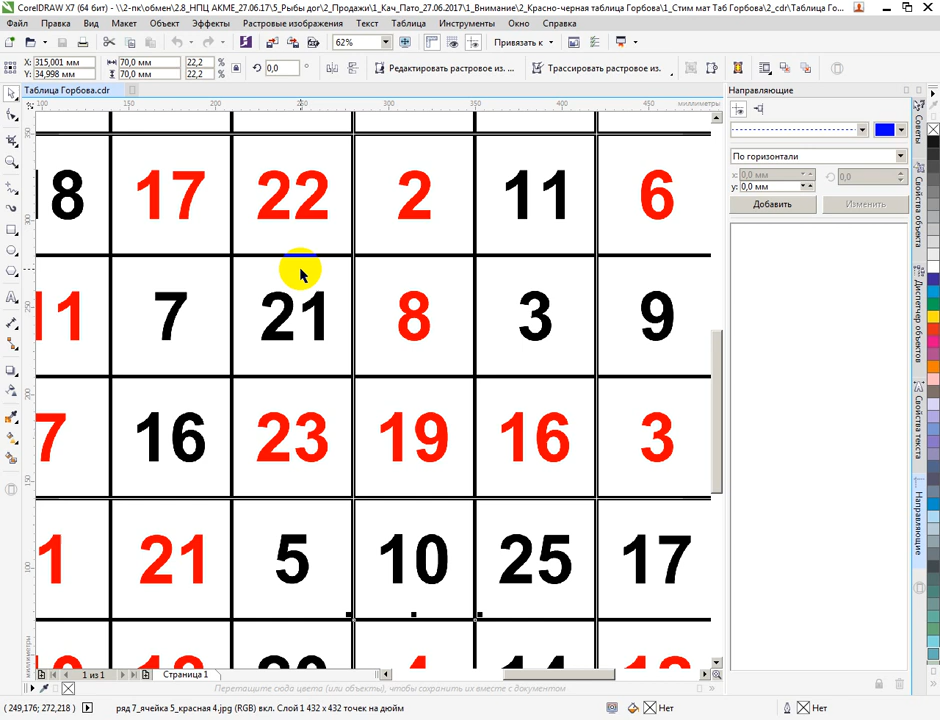 CorelDRAW X7 (64 бит) - \\2-пк\обмен\2.8_НПЦ АКМЕ_27.06.17\5_Рыбы дог\2_Продажи\1_Кач_Пато_27.06.2017\1_Внимание\2_Красно-черная таблица Горбова\1_Стим мат Таб Горбова\2_cdr\Таблица Го...
Файл Правка Вид Макет Объект Эффекты Растровые изображения Текст Таблица Инструменты Окно Справка
62% Привязать к
X: 315,001 мм 70,0 мм 22,2 % 0,0 Редактировать растровое из. ... Трассировать растровое из.
Y: 34,998 мм 70,0 мм 22,2 %
Таблица Горбова.cdr
100 150 200 250 300 350 400 450 миллиметры
8 17 22 2 11 6
11 7 21 8 3 9
7 16 23 19 16 3
1 21 5 10 25 17
Направляющие
По горизонтали
x: 0,0 мм 0,0
y: 0,0 мм
Добавить Изменить
Советы
Свойства объекта
Диспетчер объектов
Свойства текста
Направляющие
1 из 1 Страница 1
Перетащите сюда цвета (или объекты), чтобы сохранить их вместе с документом
(249,176; 272,218) ряд 7_ячейка 5_красная 4.jpg (RGB) вкл. Слой 1 432 x 432 точек на дюйм Нет Нет